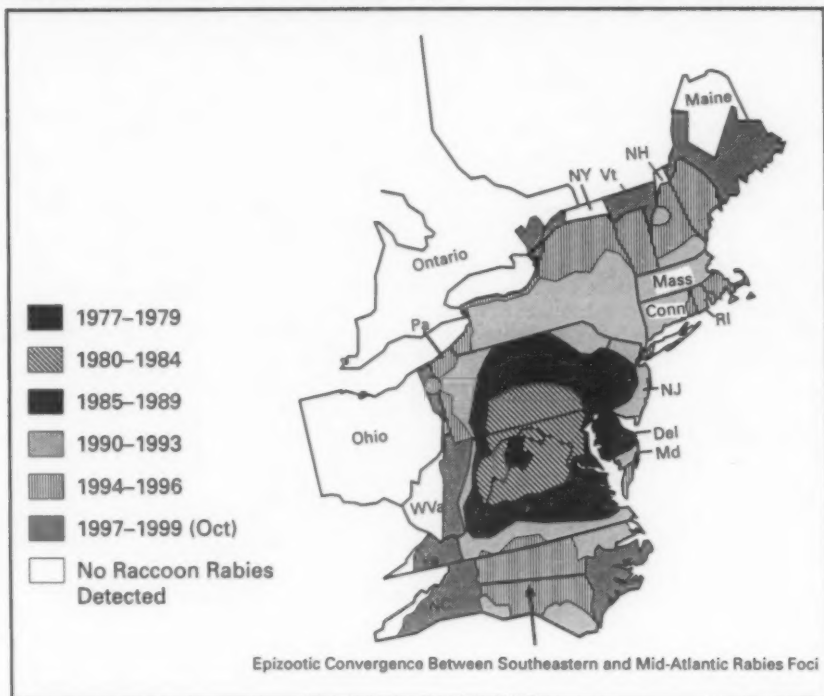 Maine
NH
NY
Vt
Ontario
Mass
Conn
RI
Pa
NJ
Ohio
Del
Md
WVa
NC
1977–1979
1980–1984
1985–1989
1990–1993
1994–1996
1997–1999 (Oct)
No Raccoon Rabies
Detected
Epizootic Convergence Between Southeastern and Mid-Atlantic Rabies Foci